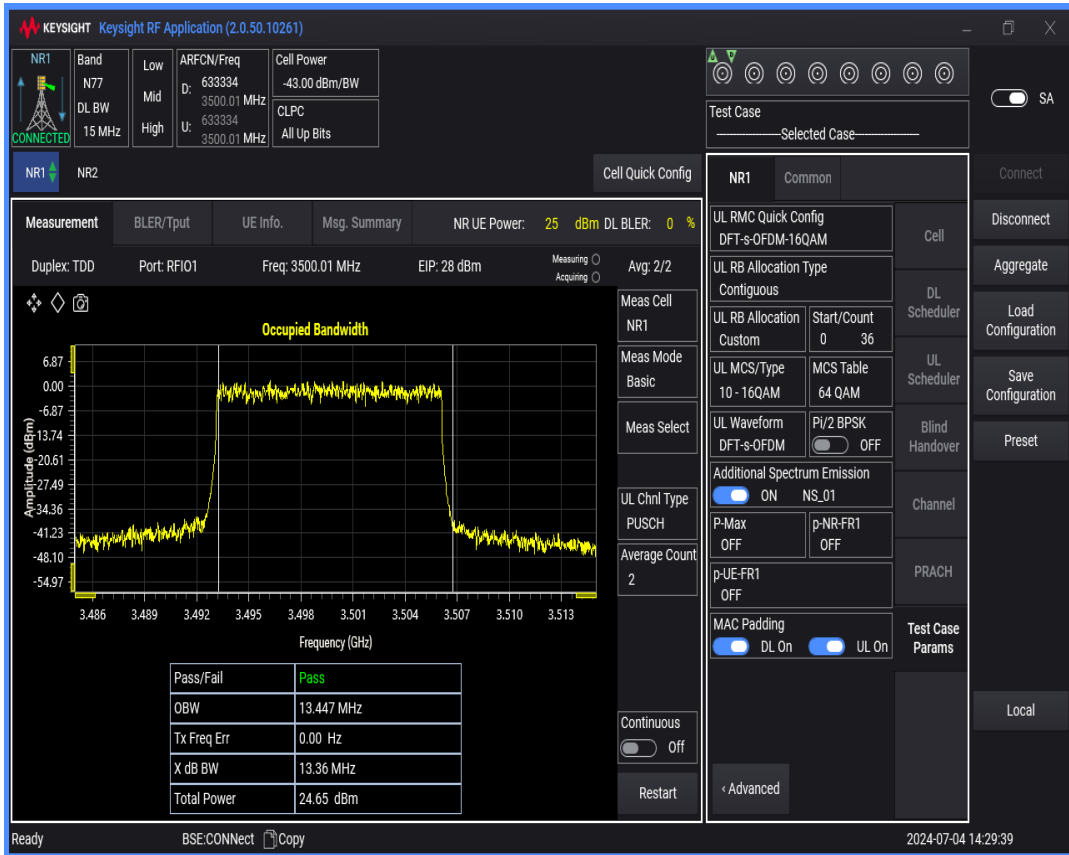 KEYSIGHT Keysight RF Application (2.0.50.10261)
NR1
CONNECTED
Band
N77
DL BW
15 MHz
Low
Mid
High
ARFCN/Freq
D: 633334
3500.01 MHz
U: 633334
3500.01 MHz
Cell Power
-43.00 dBm/BW
CLPC
All Up Bits
Test Case
-------------------Selected Case-------------------
SA
NR1 NR2 Cell Quick Config
Measurement BLER/Tput UE Info. Msg. Summary NR UE Power: 25 dBm DL BLER: 0 %
Duplex: TDD Port: RFIO1 Freq: 3500.01 MHz EIP: 28 dBm Measuring Acquiring Avg: 2/2
Occupied Bandwidth
Amplitude (dBm)
6.87
0.00
-6.87
-13.74
-20.61
-27.49
-34.36
-41.23
-48.10
-54.97
3.486 3.489 3.492 3.495 3.498 3.501 3.504 3.507 3.510 3.513
Frequency (GHz)
Pass/Fail Pass
OBW 13.447 MHz
Tx Freq Err 0.00 Hz
X dB BW 13.36 MHz
Total Power 24.65 dBm
Meas Cell
NR1
Meas Mode
Basic
Meas Select
UL Chnl Type
PUSCH
Average Count
2
Continuous
Off
Restart
NR1 Common
UL RMC Quick Config
DFT-s-OFDM-16QAM
UL RB Allocation Type
Contiguous
UL RB Allocation
Custom
Start/Count
0 36
UL MCS/Type
10 - 16QAM
MCS Table
64 QAM
UL Waveform
DFT-s-OFDM
Pi/2 BPSK
OFF
Additional Spectrum Emission
ON NS_01
P-Max
OFF
p-NR-FR1
OFF
p-UE-FR1
OFF
MAC Padding
DL On UL On
‹ Advanced
Cell
DL
Scheduler
UL
Scheduler
Blind
Handover
Channel
PRACH
Test Case
Params
Connect
Disconnect
Aggregate
Load
Configuration
Save
Configuration
Preset
Local
Ready BSE:CONNect Copy 2024-07-04 14:29:39